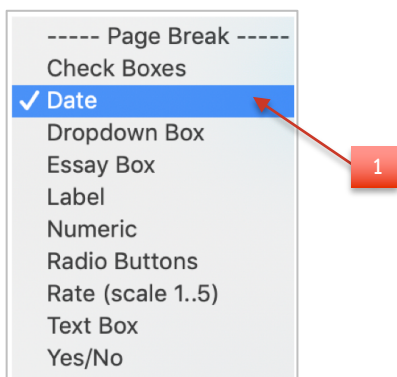 ----- Page Break -----
Check Boxes
✓ Date
Dropdown Box
Essay Box
Label
Numeric
Radio Buttons
Rate (scale 1..5)
Text Box
Yes/No
1